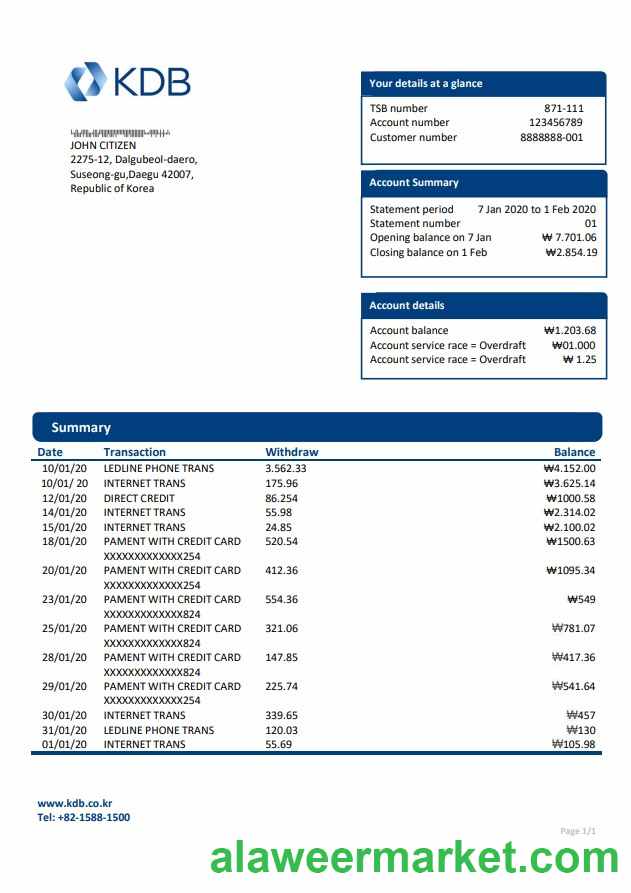 KDB
JOHN CITIZEN
2275-12, Dalgubeol-daero,
Suseong-gu,Daegu 42007,
Republic of Korea
Your details at a glance
TSB number 871-111
Account number 123456789
Customer number 8888888-001
Account Summary
Statement period 7 Jan 2020 to 1 Feb 2020
Statement number 01
Opening balance on 7 Jan ₩ 7.701.06
Closing balance on 1 Feb ₩2.854.19
Account details
Account balance ₩1.203.68
Account service race = Overdraft ₩01.000
Account service race = Overdraft ₩ 1.25
Summary
Date Transaction Withdraw Balance
10/01/20 LEDLINE PHONE TRANS 3.562.33 ₩4.152.00
10/01/ 20 INTERNET TRANS 175.96 ₩3.625.14
12/01/20 DIRECT CREDIT 86.254 ₩1000.58
14/01/20 INTERNET TRANS 55.98 ₩2.314.02
15/01/20 INTERNET TRANS 24.85 ₩2.100.02
18/01/20 PAMENT WITH CREDIT CARD 520.54 ₩1500.63
XXXXXXXXXXXXX254
20/01/20 PAMENT WITH CREDIT CARD 412.36 ₩1095.34
XXXXXXXXXXXXX254
23/01/20 PAMENT WITH CREDIT CARD 554.36 ₩549
XXXXXXXXXXXXX824
25/01/20 PAMENT WITH CREDIT CARD 321.06 ₩781.07
XXXXXXXXXXXXX824
28/01/20 PAMENT WITH CREDIT CARD 147.85 ₩417.36
XXXXXXXXXXXXX824
29/01/20 PAMENT WITH CREDIT CARD 225.74 ₩541.64
XXXXXXXXXXXXX254
30/01/20 INTERNET TRANS 339.65 ₩457
31/01/20 LEDLINE PHONE TRANS 120.03 ₩130
01/01/20 INTERNET TRANS 55.69 ₩105.98
www.kdb.co.kr
Tel: +82-1588-1500
Page 1/1
alaweermarket.com